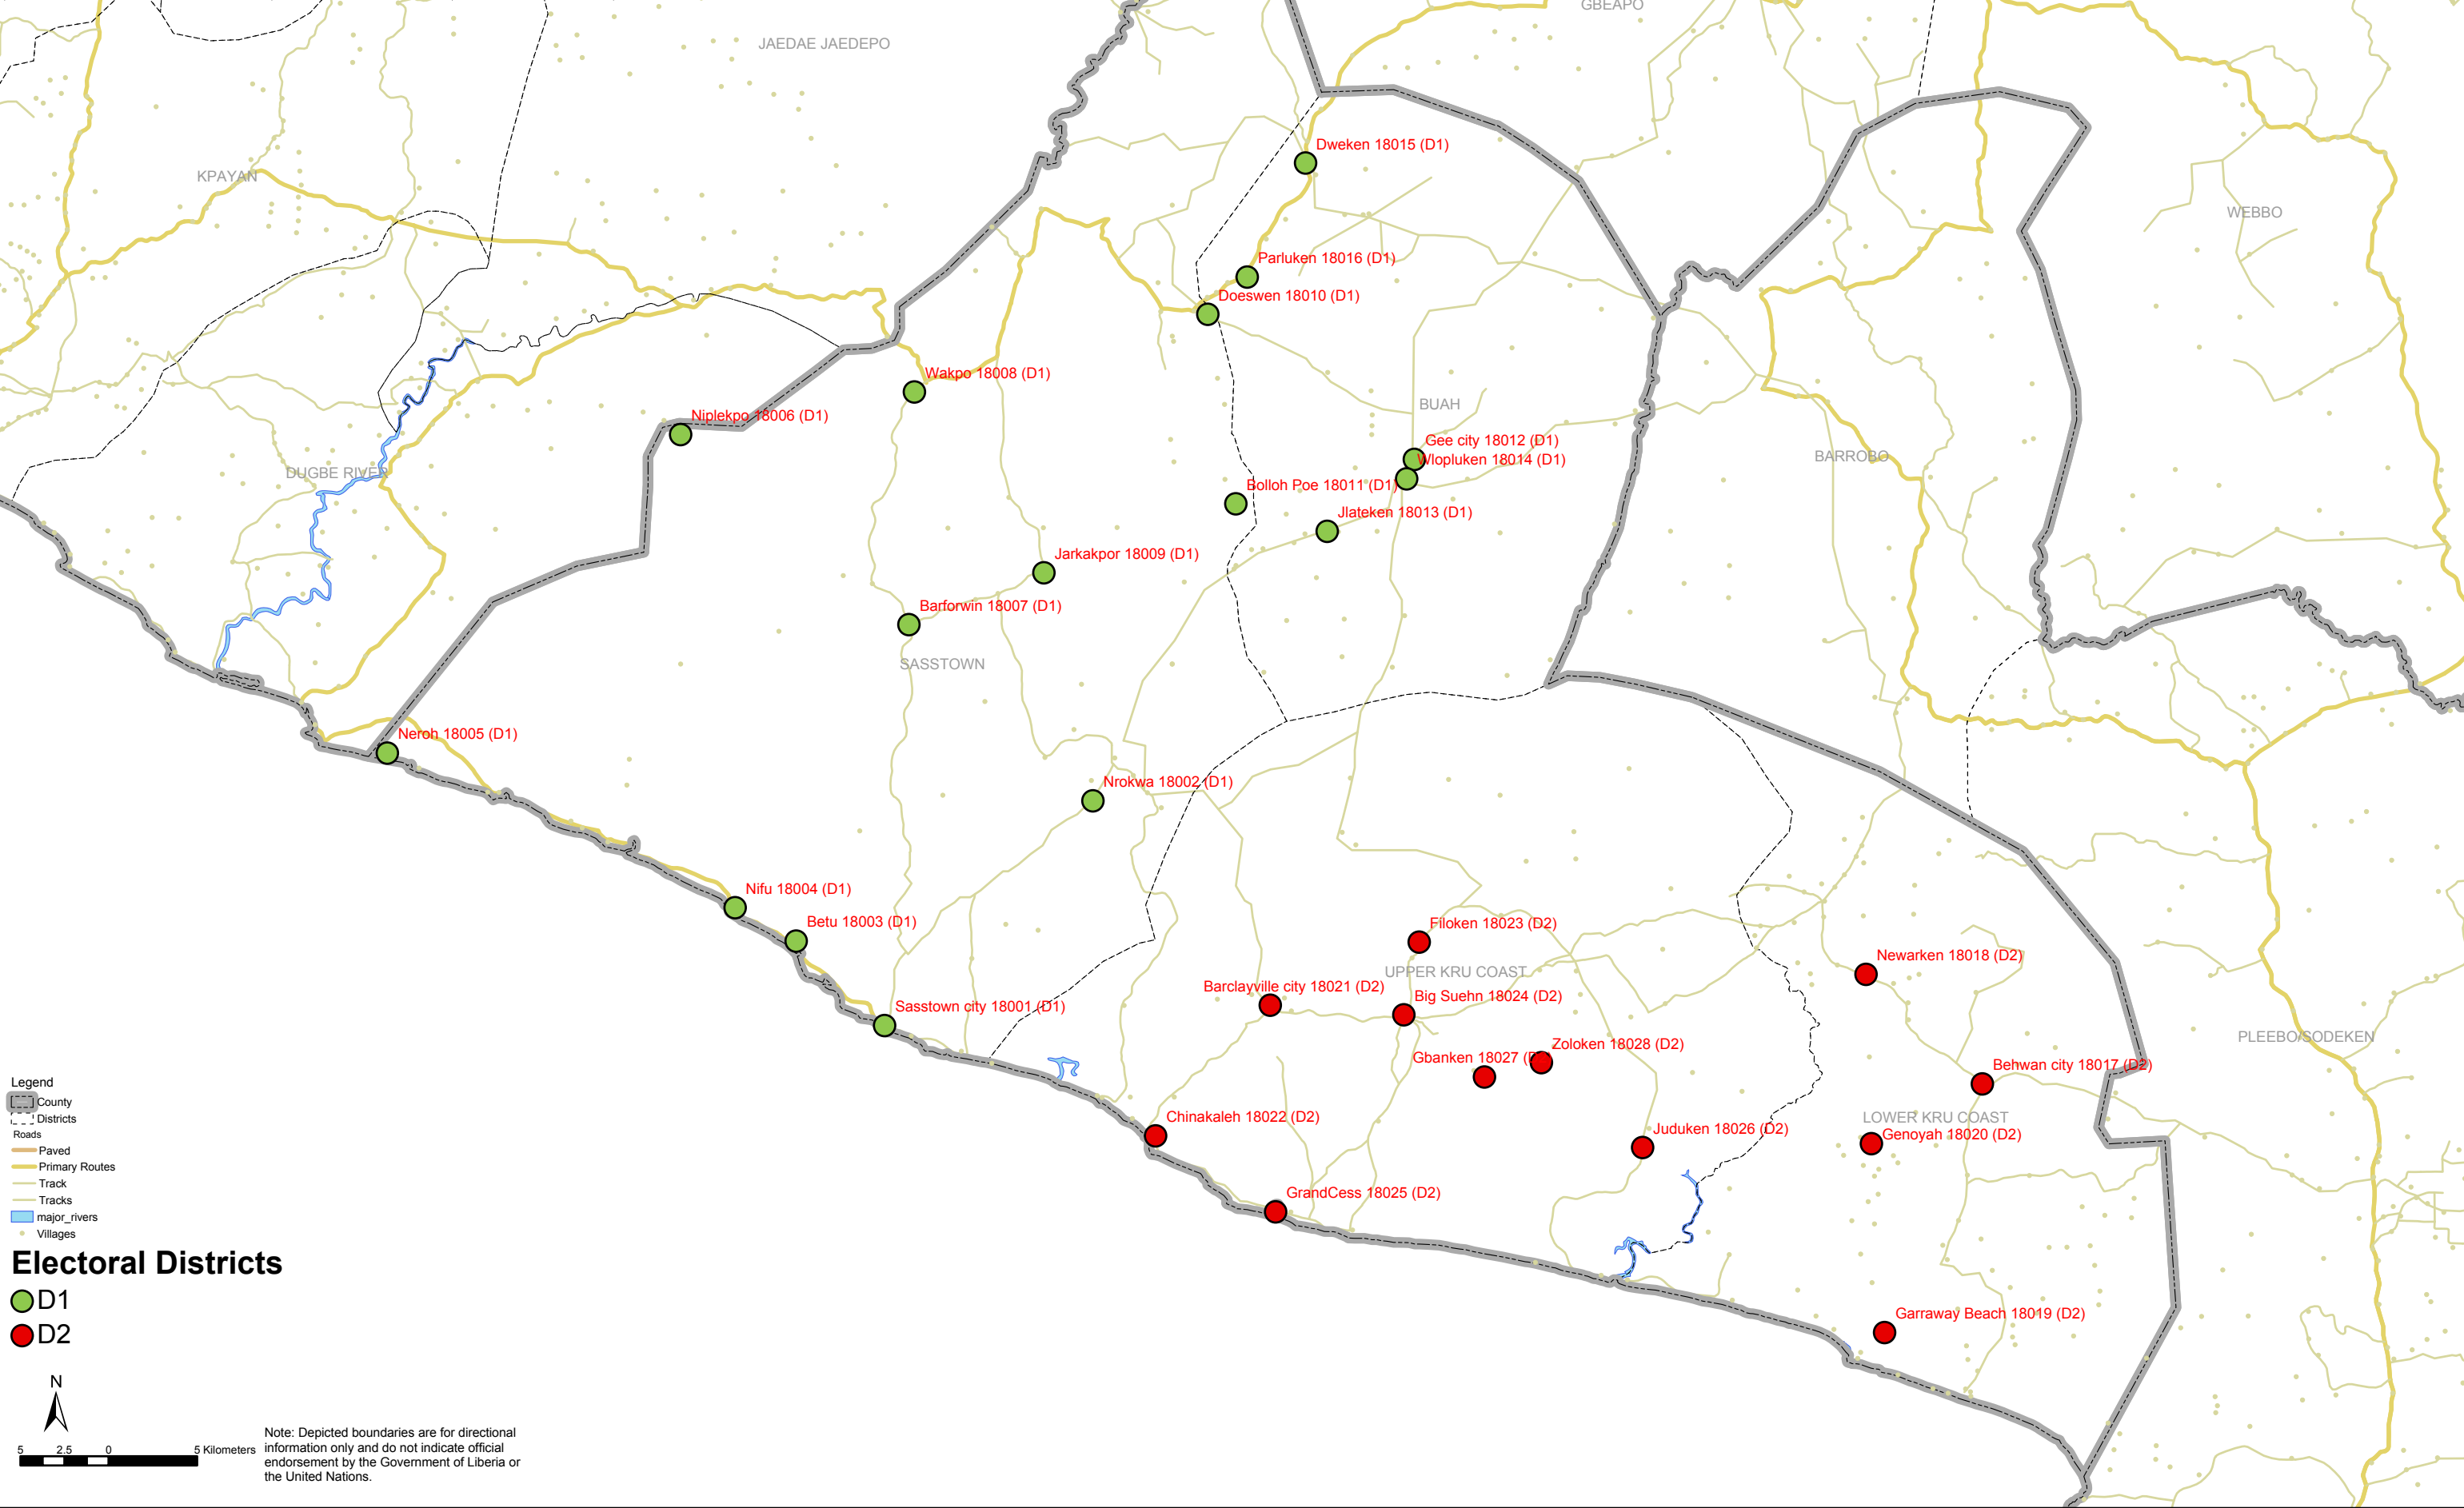 GBEAPO
JAEDAE JAEDEPO
Dweken 18015 (D1)
KPAYAN
WEBBO
Parluken 18016 (D1)
Doeswen 18010 (D1)
Wakpo 18008 (D1)
BUAH
Niplekpo 18006 (D1)
Gee city 18012 (D1)
BARROBO
Wlopluken 18014 (D1)
DUGBE RIVER
Bolloh Poe 18011 (D1)
Jlateken 18013 (D1)
Jarkakpor 18009 (D1)
Barforwin 18007 (D1)
SASSTOWN
Neroh 18005 (D1)
Nrokwa 18002 (D1)
Nifu 18004 (D1)
Betu 18003 (D1)
Filoken 18023 (D2)
Newarken 18018 (D2)
UPPER KRU COAST
Barclayville city 18021 (D2)
Big Suehn 18024 (D2)
Sasstown city 18001 (D1)
PLEEBO/SODEKEN
Zoloken 18028 (D2)
Gbanken 18027 (
Behwan city 18017 (D2)
Chinakaleh 18022 (D2)
LOWER KRU COAST
Juduken 18026 (D2)
Genoyah 18020 (D2)
GrandCess 18025 (D2)
Garraway Beach 18019 (D2)
Legend
County
Districts
Roads
Paved
Primary Routes
Track
Tracks
major_rivers
Villages
Electoral Districts
D1
D2
N
5 2.5 0 5 Kilometers
Note: Depicted boundaries are for directional
information only and do not indicate official
endorsement by the Government of Liberia or
the United Nations.